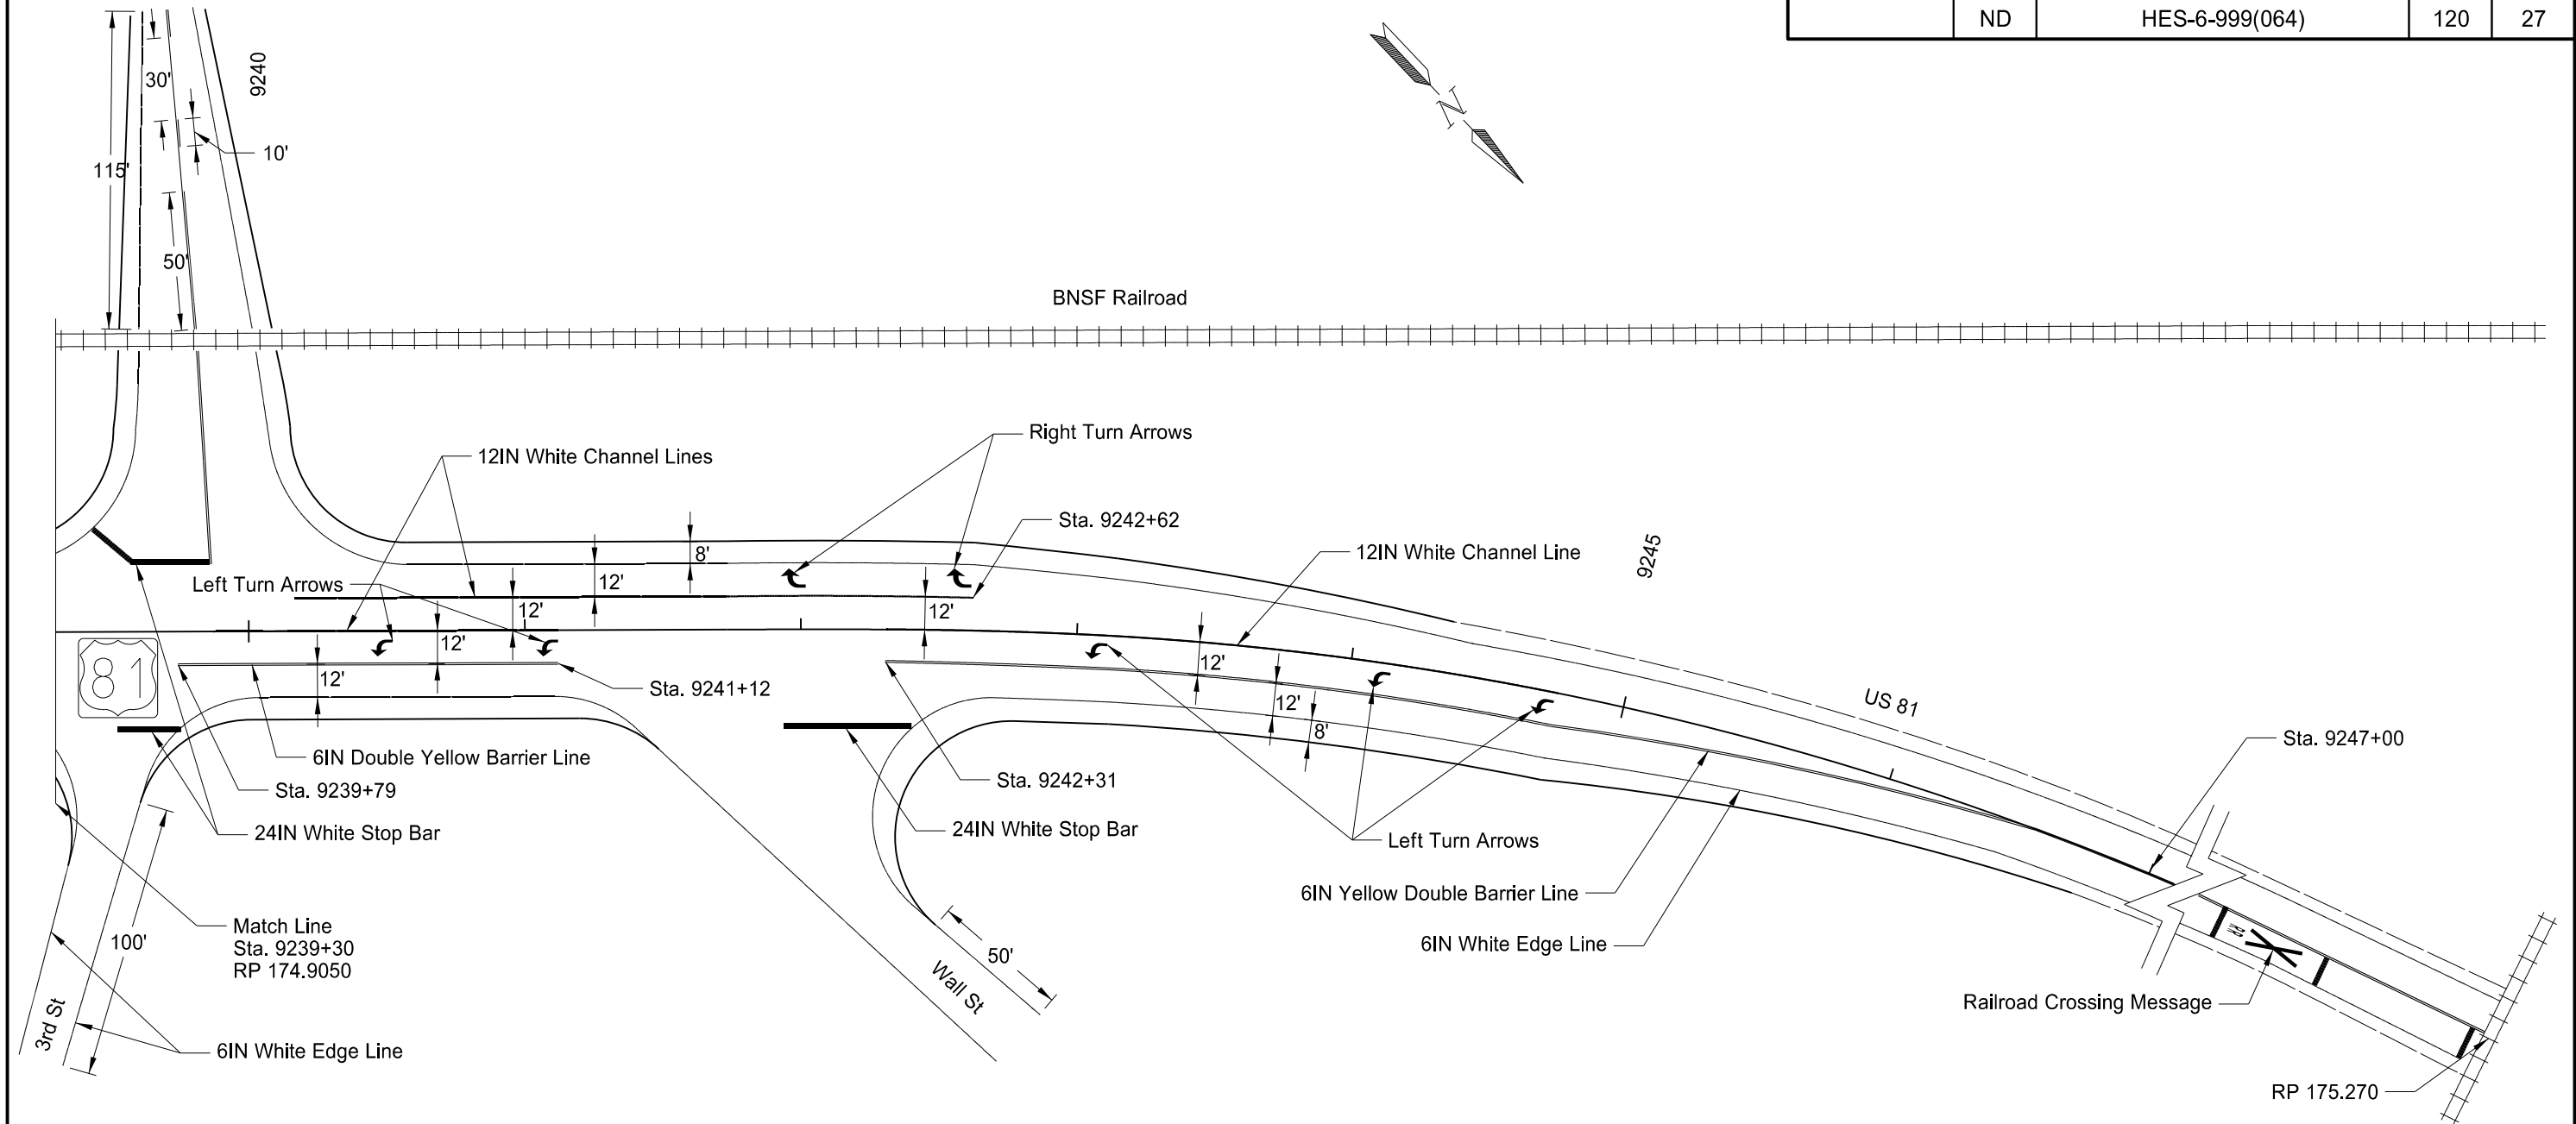 ND HES-6-999(064) 120 27
30'
9240
10'
115'
50'
N
BNSF Railroad
Right Turn Arrows
12IN White Channel Lines
Sta. 9242+62
8'
12IN White Channel Line
9245
12'
Left Turn Arrows
12'
12'
12'
81
12'
12'
Sta. 9241+12
12'
8'
US 81
Sta. 9247+00
6IN Double Yellow Barrier Line
Sta. 9239+79
Sta. 9242+31
24IN White Stop Bar
24IN White Stop Bar
Left Turn Arrows
6IN Yellow Double Barrier Line
Match Line
Sta. 9239+30
RP 174.9050
100'
6IN White Edge Line
50'
Wall St
RR
Railroad Crossing Message
3rd St
6IN White Edge Line
RP 175.270